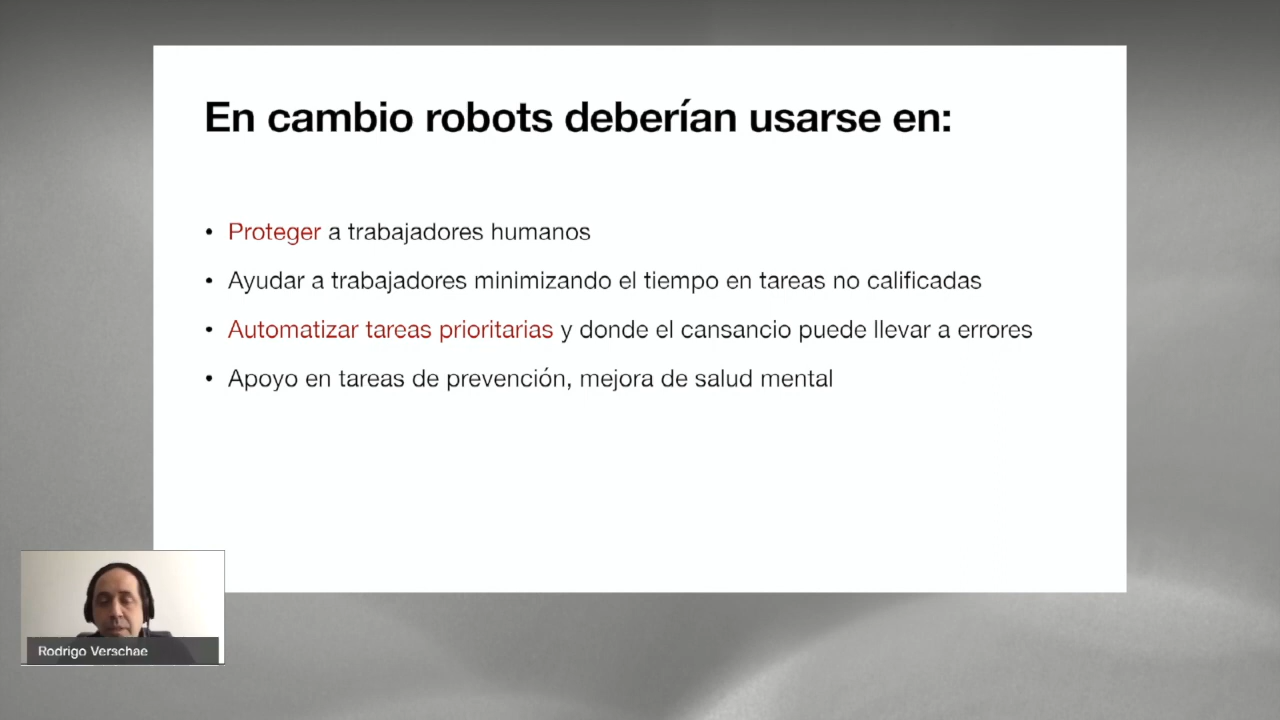 En cambio robots deberían usarse en:
• Proteger a trabajadores humanos
• Ayudar a trabajadores minimizando el tiempo en tareas no calificadas
• Automatizar tareas prioritarias y donde el cansancio puede llevar a errores
• Apoyo en tareas de prevención, mejora de salud mental
Rodrigo Verschae